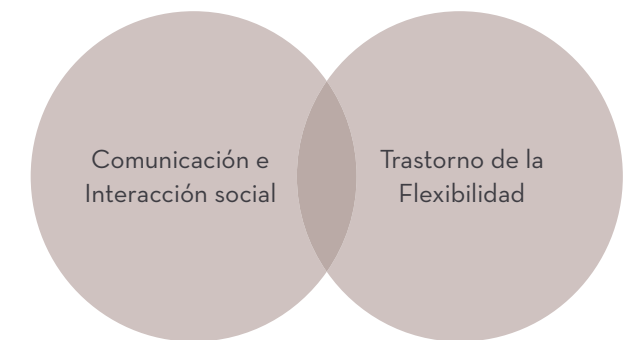 Comunicación e
Interacción social
Trastorno de la
Flexibilidad